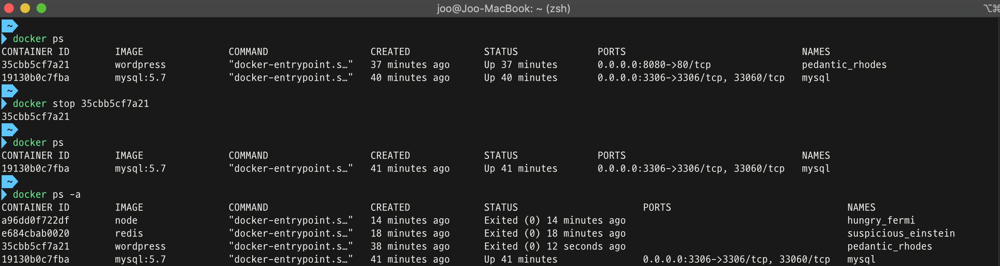 joo@Joo-MacBook: ~ (zsh) ⌥⌘
~
docker ps
CONTAINER ID IMAGE COMMAND CREATED STATUS PORTS NAMES
35cbb5cf7a21 wordpress "docker-entrypoint.s…" 37 minutes ago Up 37 minutes 0.0.0.0:8080->80/tcp pedantic_rhodes
19130b0c7fba mysql:5.7 "docker-entrypoint.s…" 40 minutes ago Up 40 minutes 0.0.0.0:3306->3306/tcp, 33060/tcp mysql
~
docker stop 35cbb5cf7a21
35cbb5cf7a21
~
docker ps
CONTAINER ID IMAGE COMMAND CREATED STATUS PORTS NAMES
19130b0c7fba mysql:5.7 "docker-entrypoint.s…" 41 minutes ago Up 41 minutes 0.0.0.0:3306->3306/tcp, 33060/tcp mysql
~
docker ps -a
CONTAINER ID IMAGE COMMAND CREATED STATUS PORTS NAMES
a96dd0f722df node "docker-entrypoint.s…" 14 minutes ago Exited (0) 14 minutes ago hungry_fermi
e684cbab0020 redis "docker-entrypoint.s…" 18 minutes ago Exited (0) 18 minutes ago suspicious_einstein
35cbb5cf7a21 wordpress "docker-entrypoint.s…" 38 minutes ago Exited (0) 12 seconds ago pedantic_rhodes
19130b0c7fba mysql:5.7 "docker-entrypoint.s…" 41 minutes ago Up 41 minutes 0.0.0.0:3306->3306/tcp, 33060/tcp mysql